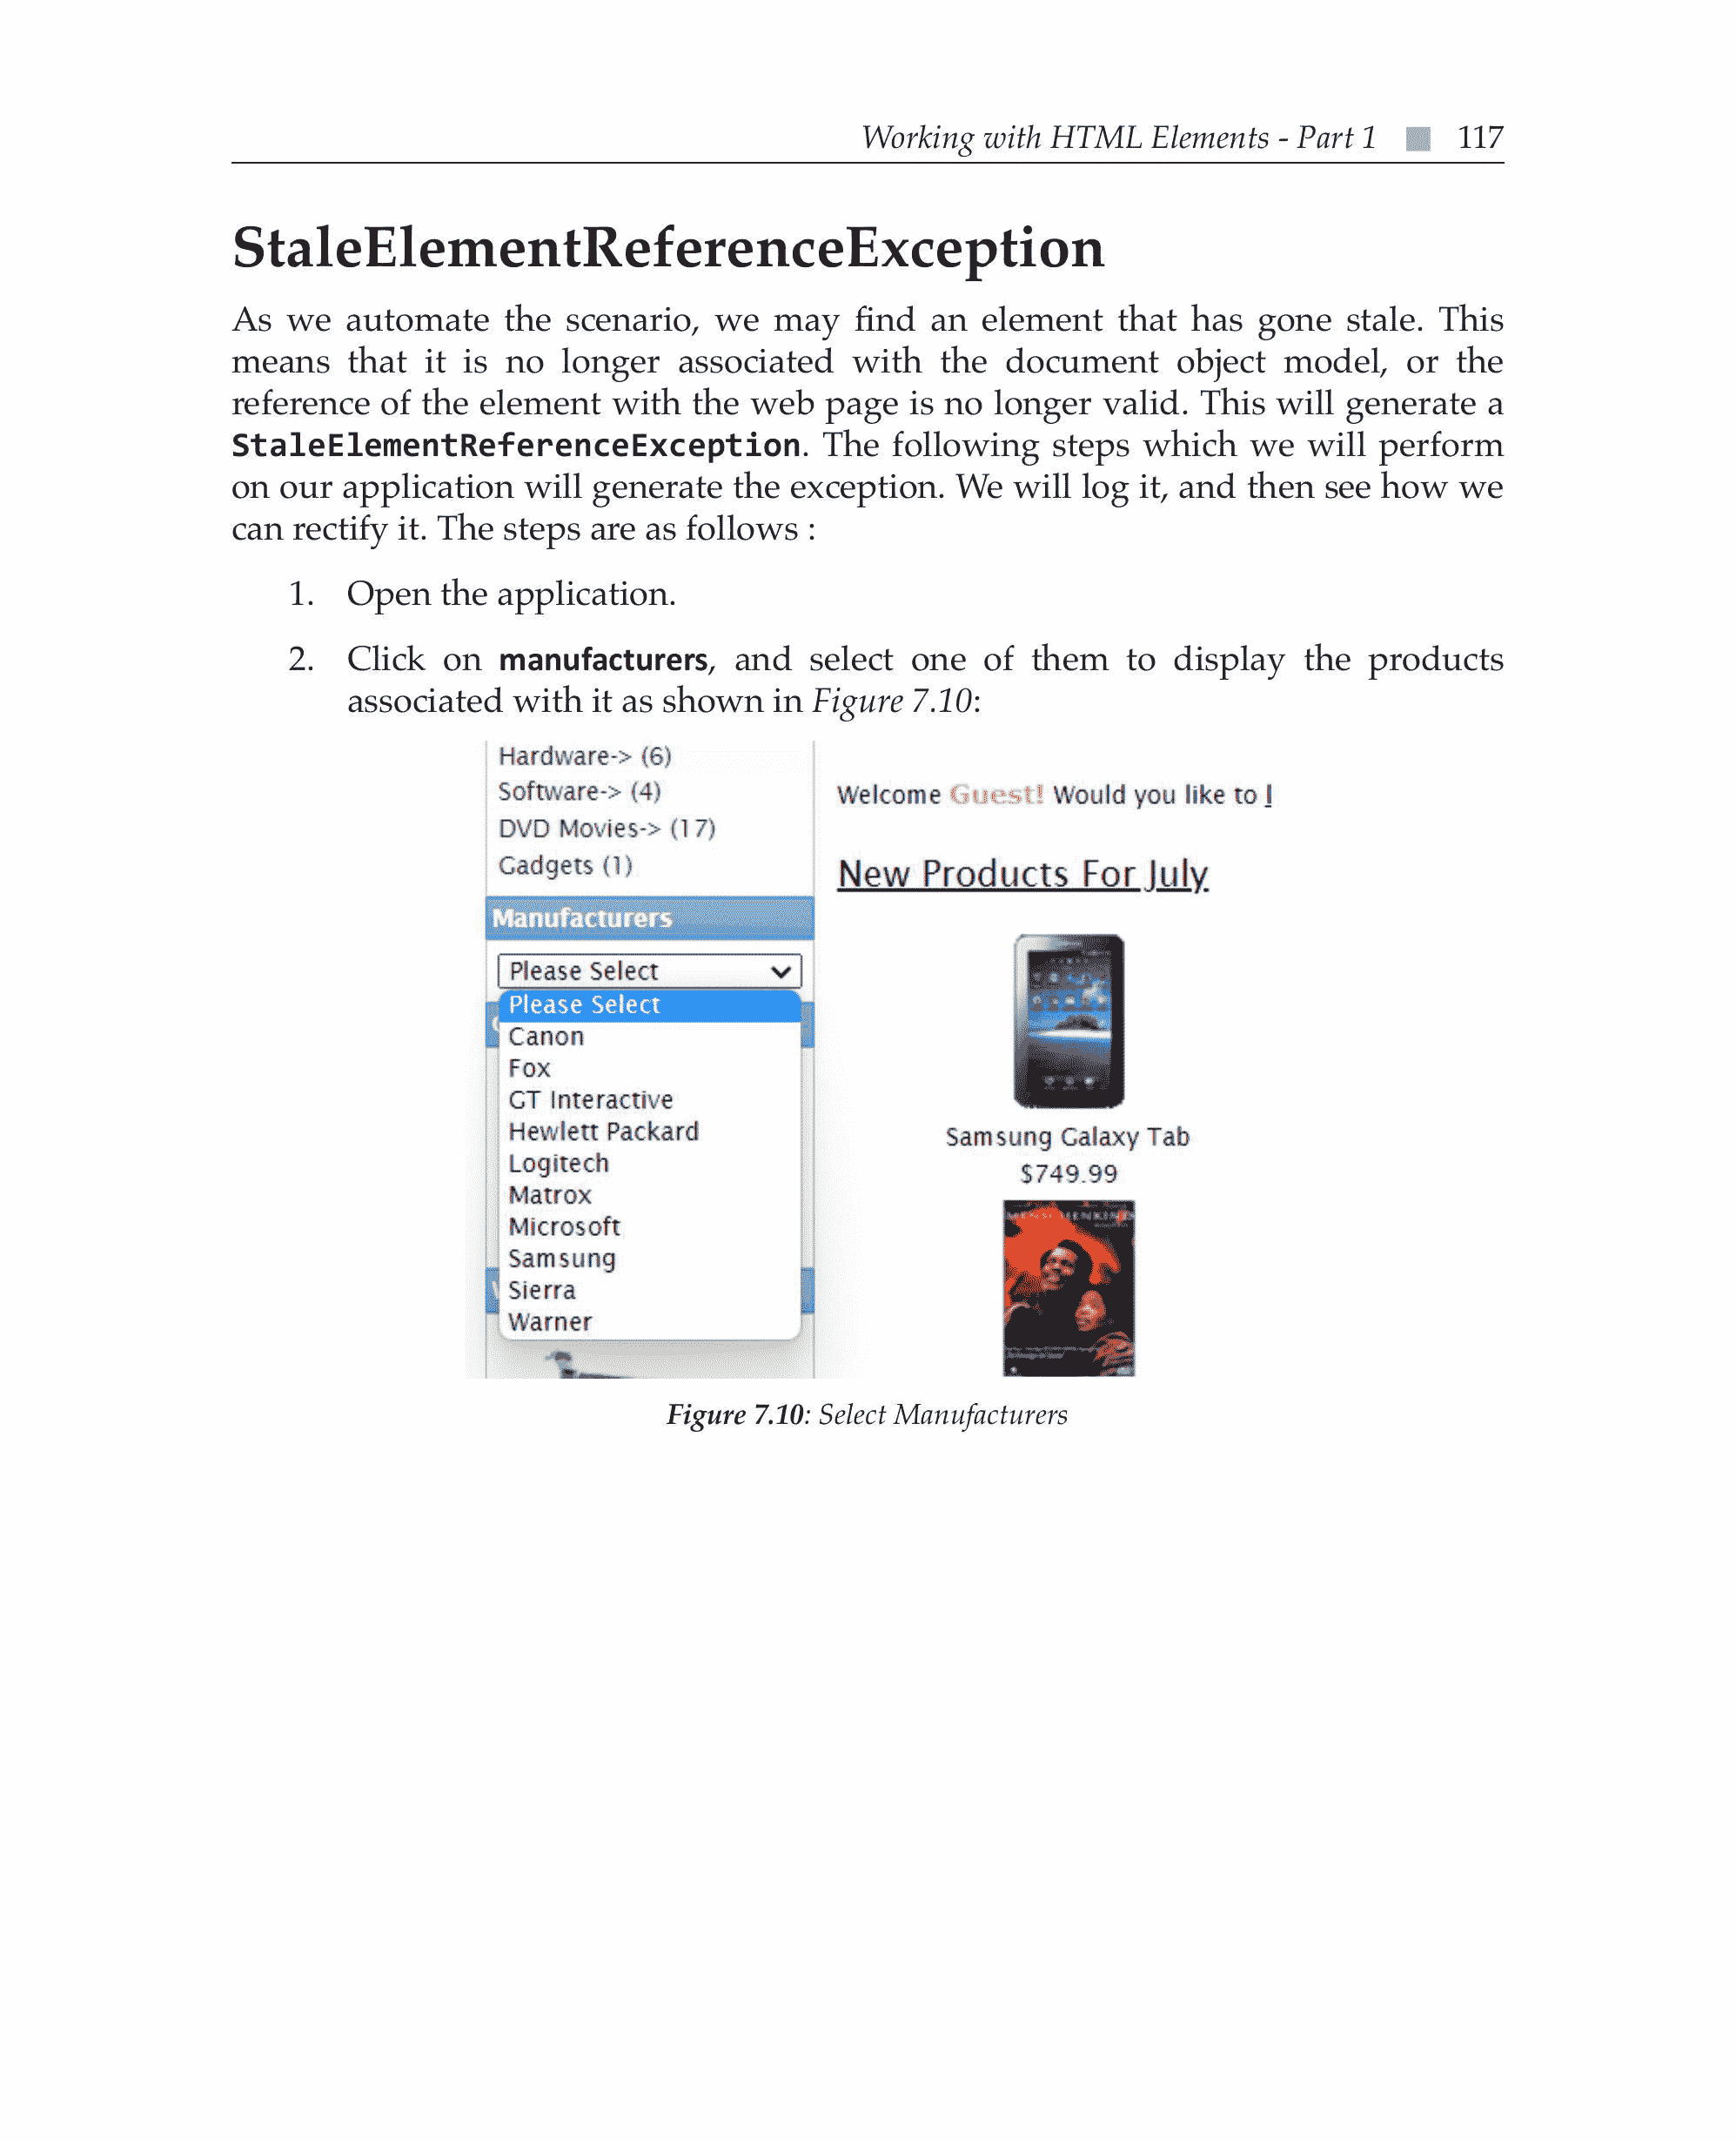 Working with HTML Elements - Part 1 117
StaleElementReferenceException
As we automate the scenario, we may find an element that has gone stale. This
means that it is no longer associated with the document object model, or the
reference of the element with the web page is no longer valid. This will generate a
StaleElementReferenceException. The following steps which we will perform
on our application will generate the exception. We will log it, and then see how we
can rectify it. The steps are as follows :
1. Open the application.
2. Click on manufacturers, and select one of them to display the products
associated with it as shown in Figure 7.10:
Hardware-> (6)
Software-> (4)
DVD Movies-> (17)
Gadgets (1)
Manufacturers
Please Select
Please Select
Canon
Fox
GT Interactive
Hewlett Packard
Logitech
Matrox
Microsoft
Samsung
Sierra
Warner
Welcome Guest! Would you like to l
New Products For July
Samsung Galaxy Tab
$749.99
Figure 7.10: Select Manufacturers